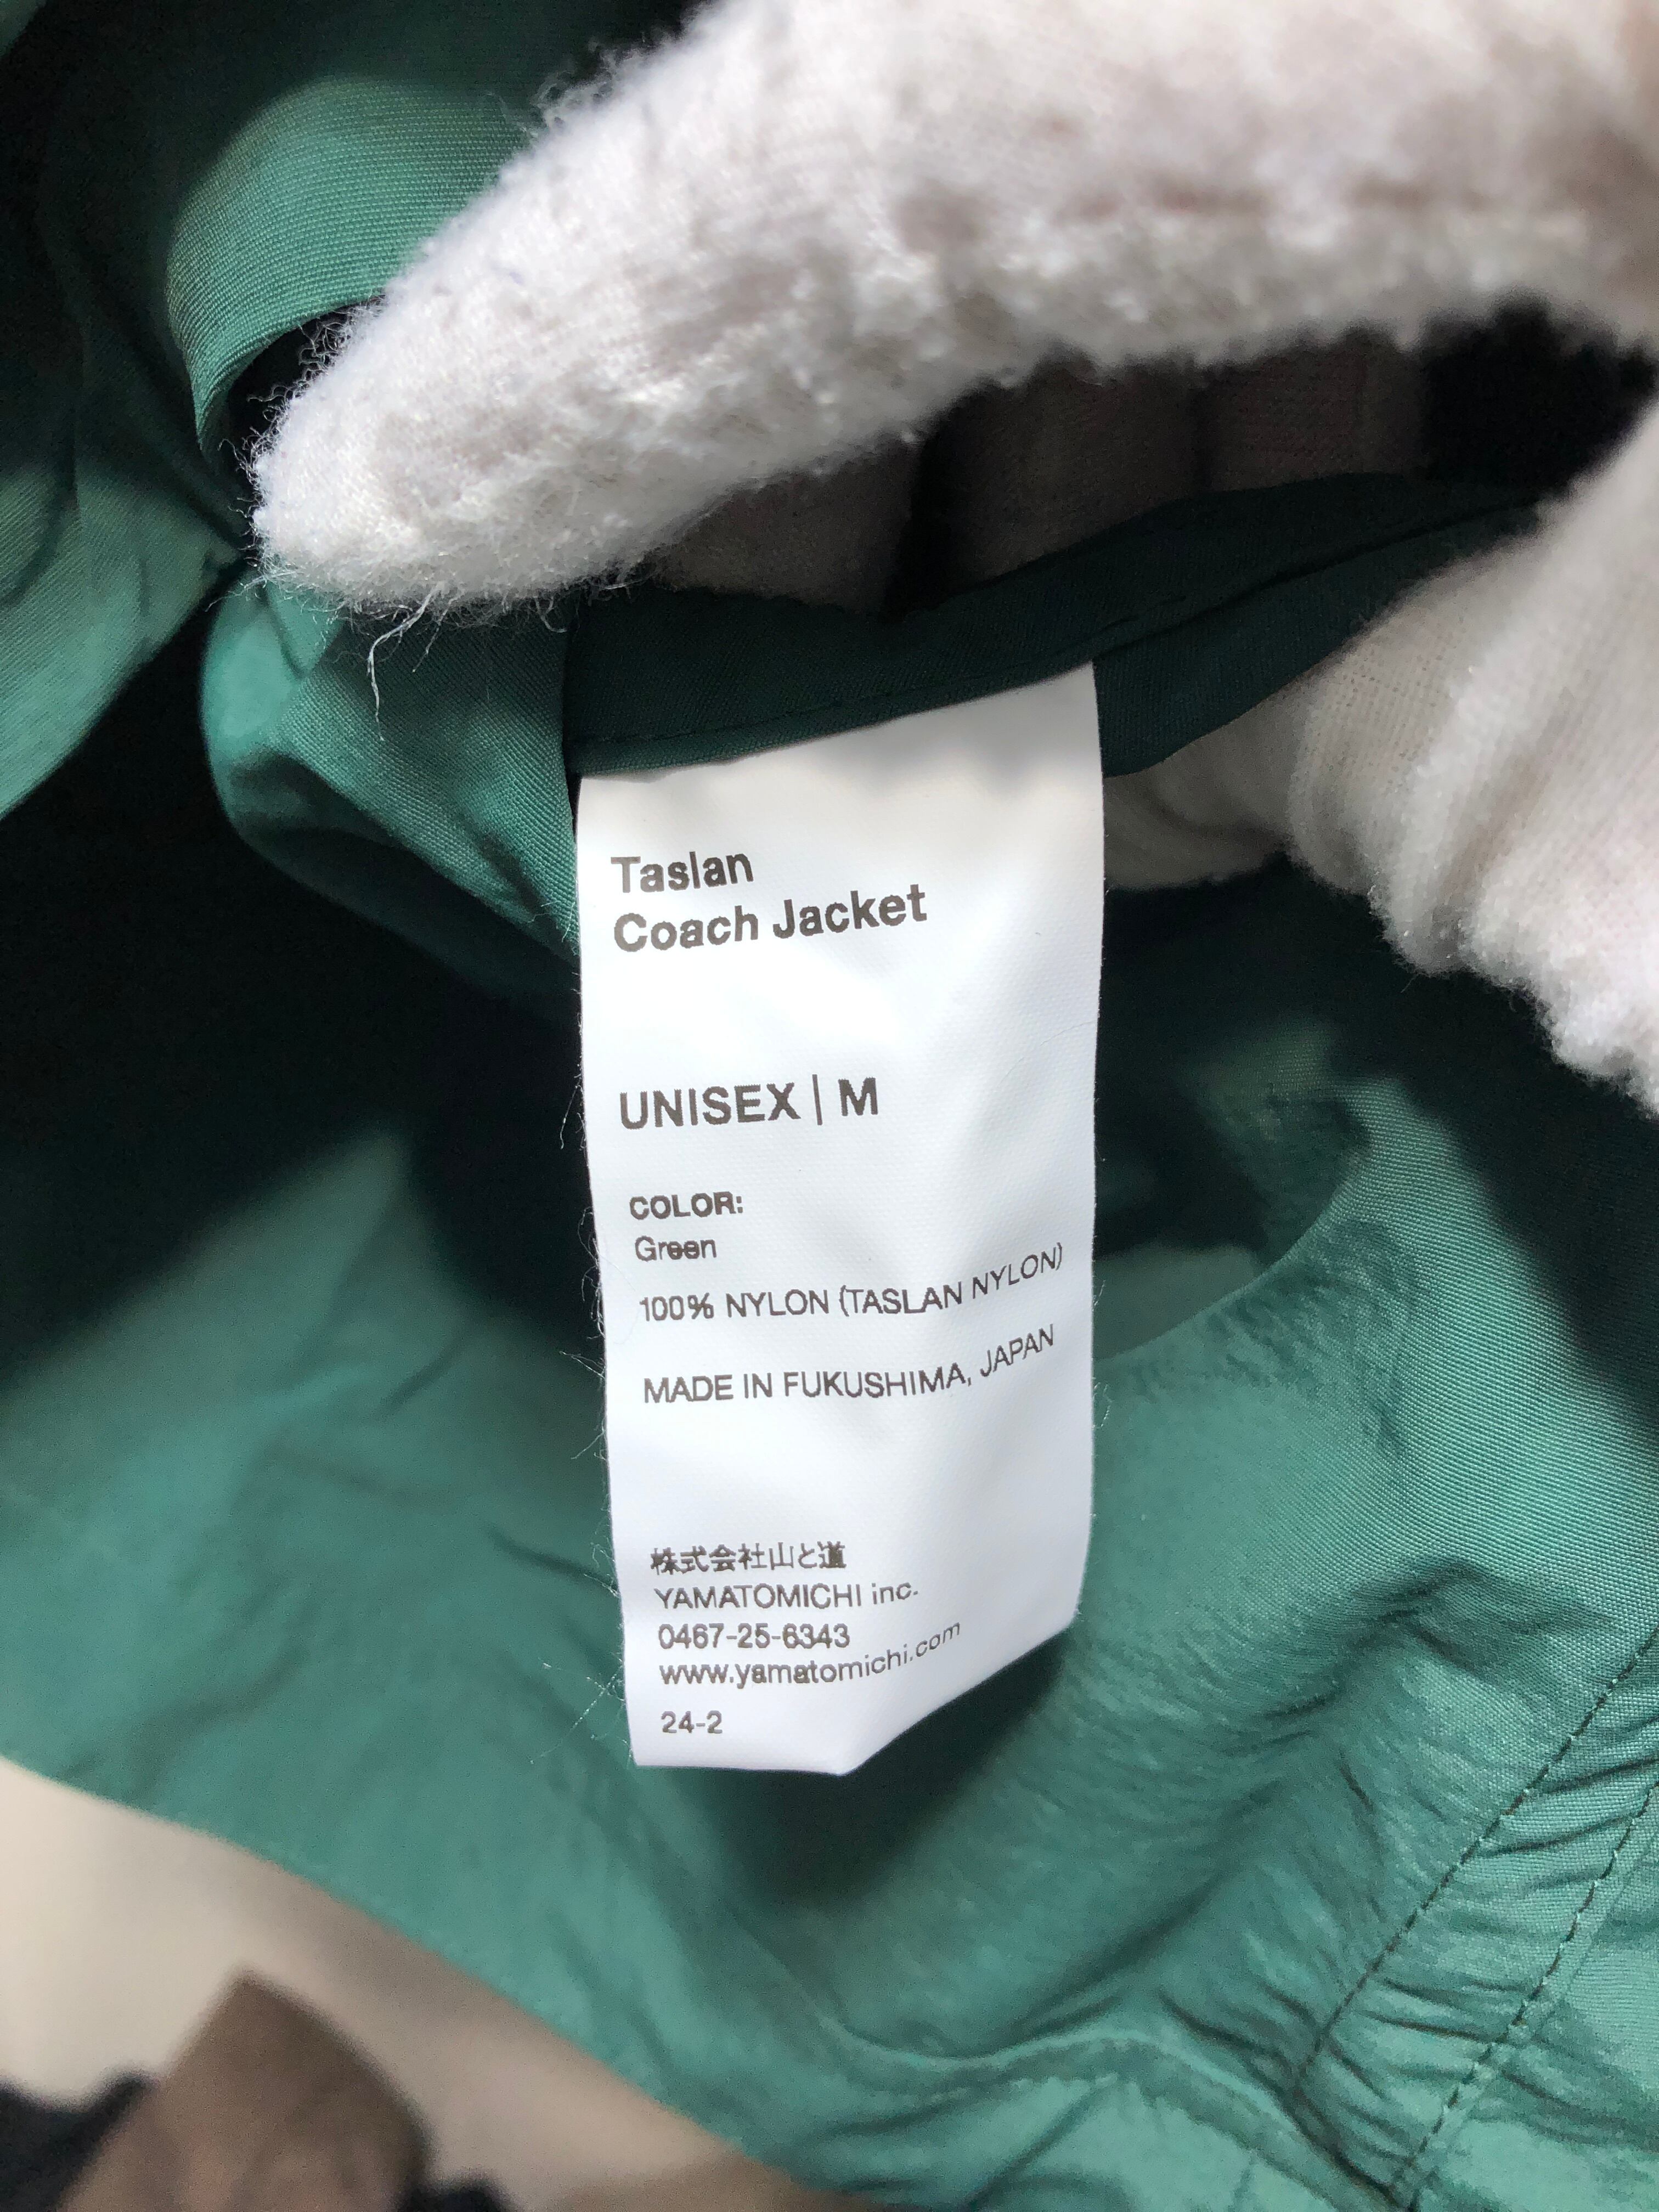 Taslan
Coach Jacket
UNISEX | M
COLOR:
Green
100% NYLON (TASLAN NYLON)
MADE IN FUKUSHIMA, JAPAN
株式会社山と道
YAMATOMICHI inc.
0467-25-6343
www.yamatomichi.com
24-2